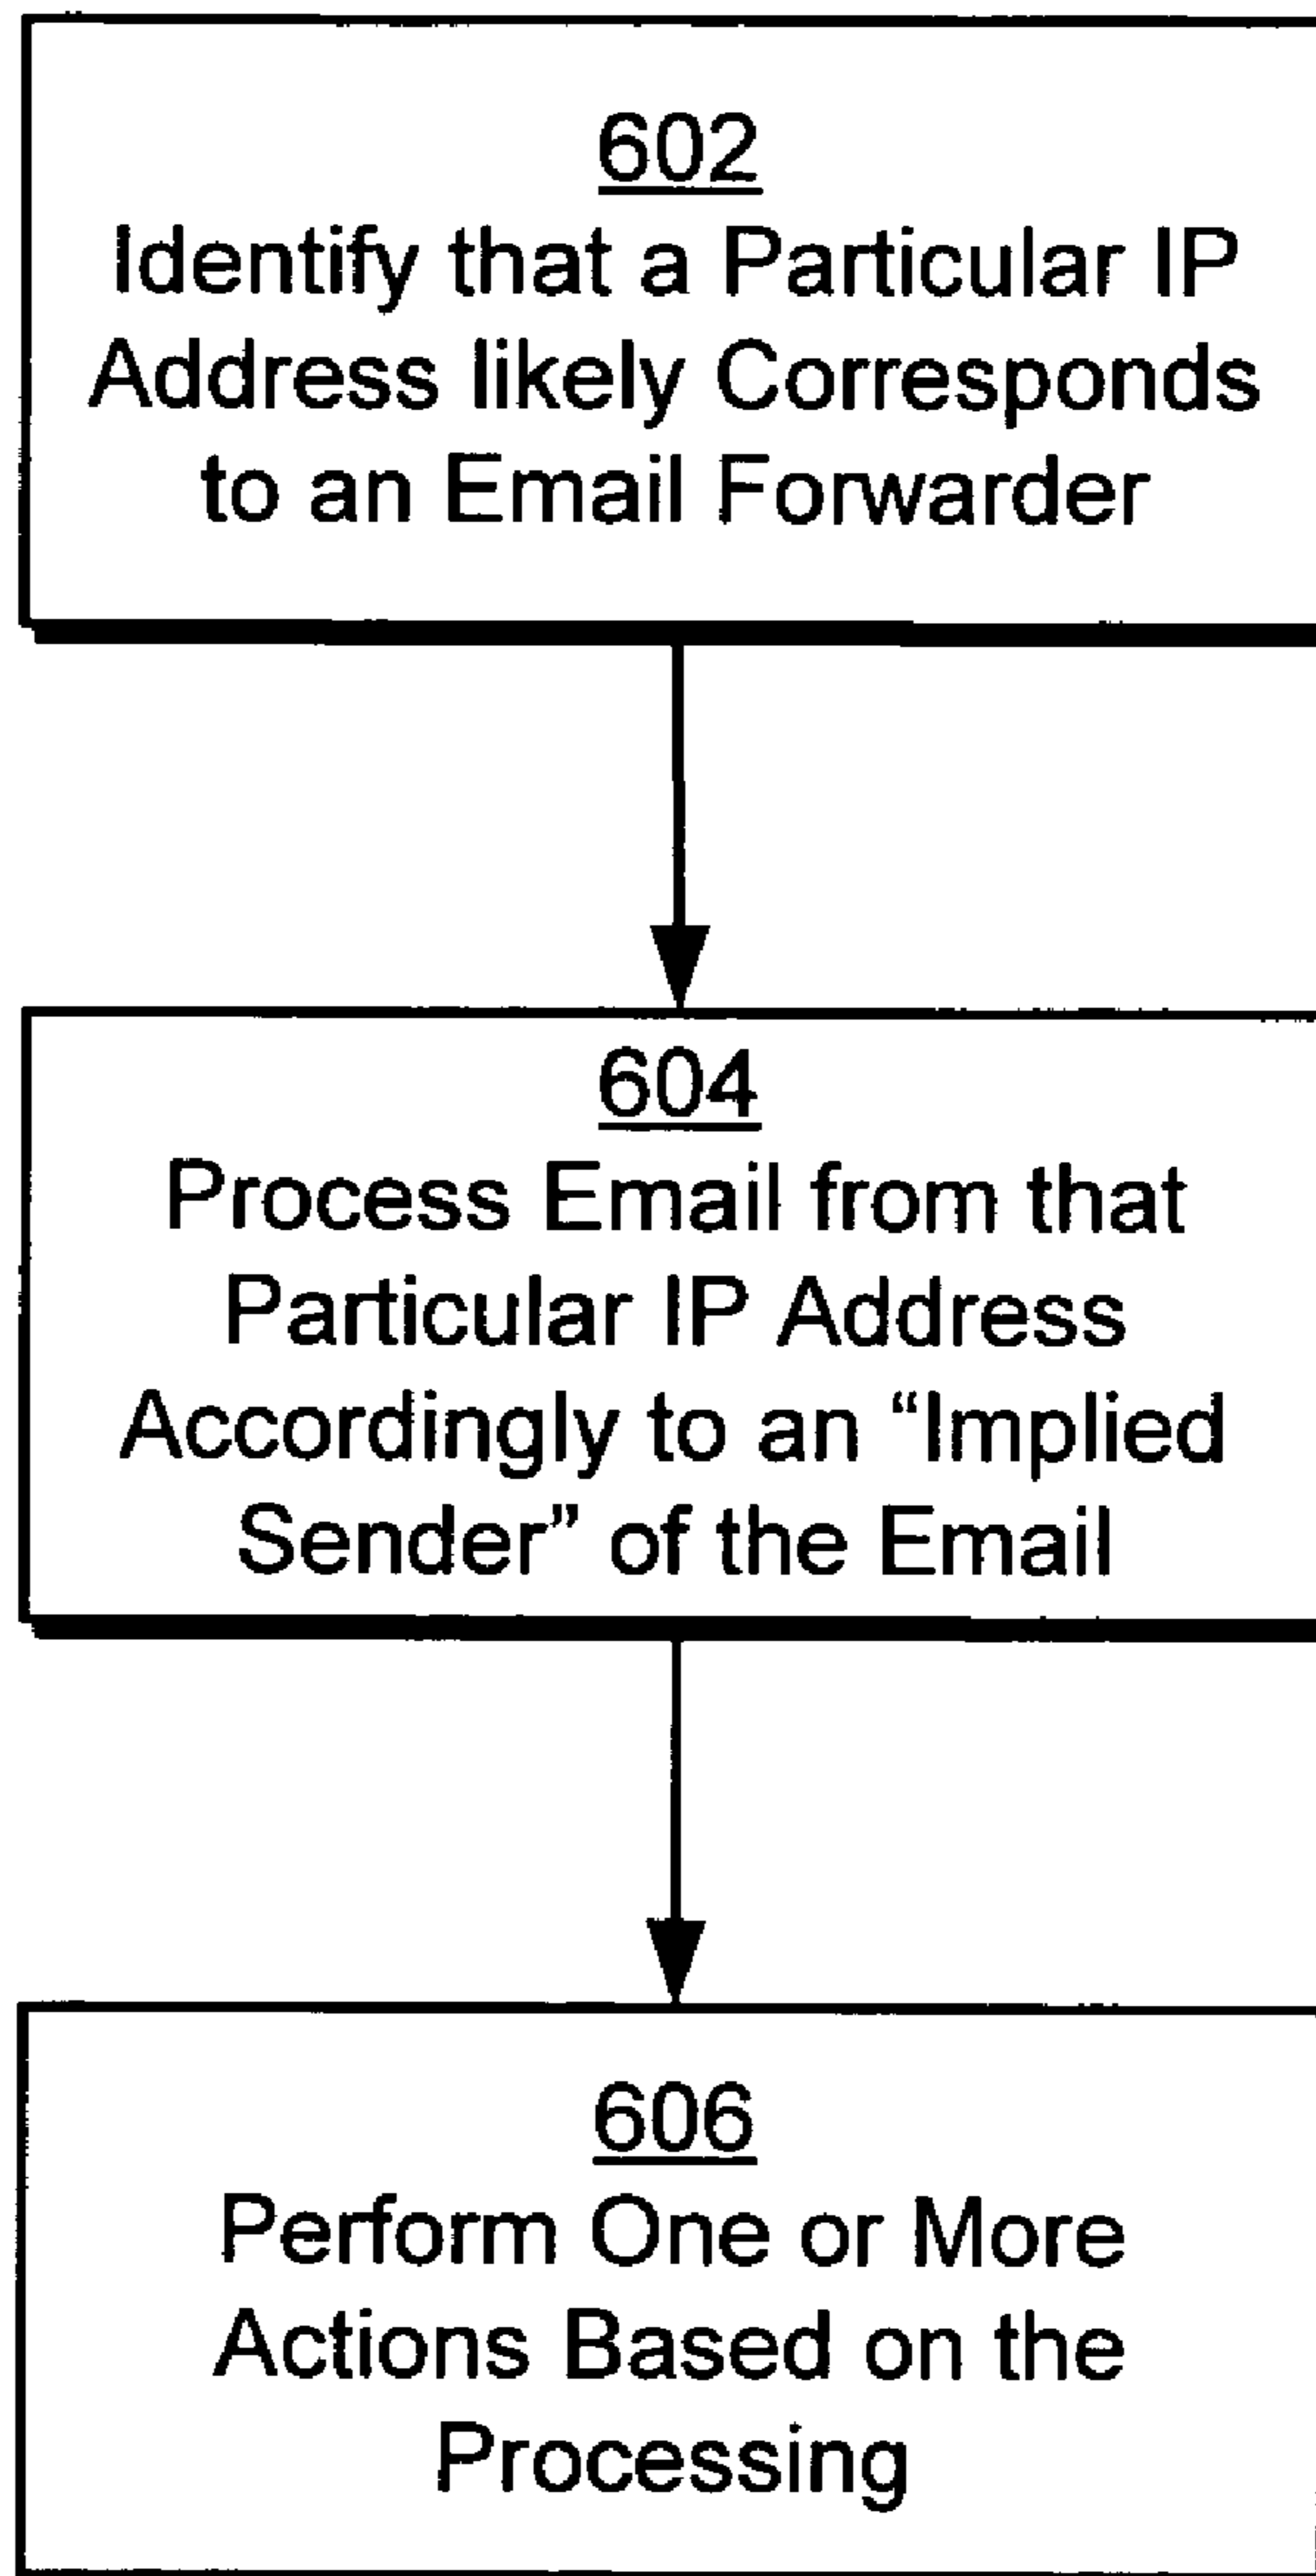 602
Identify that a Particular IP
Address likely Corresponds
to an Email Forwarder
604
Process Email from that
Particular IP Address
Accordingly to an “Implied
Sender” of the Email
606
Perform One or More
Actions Based on the
Processing